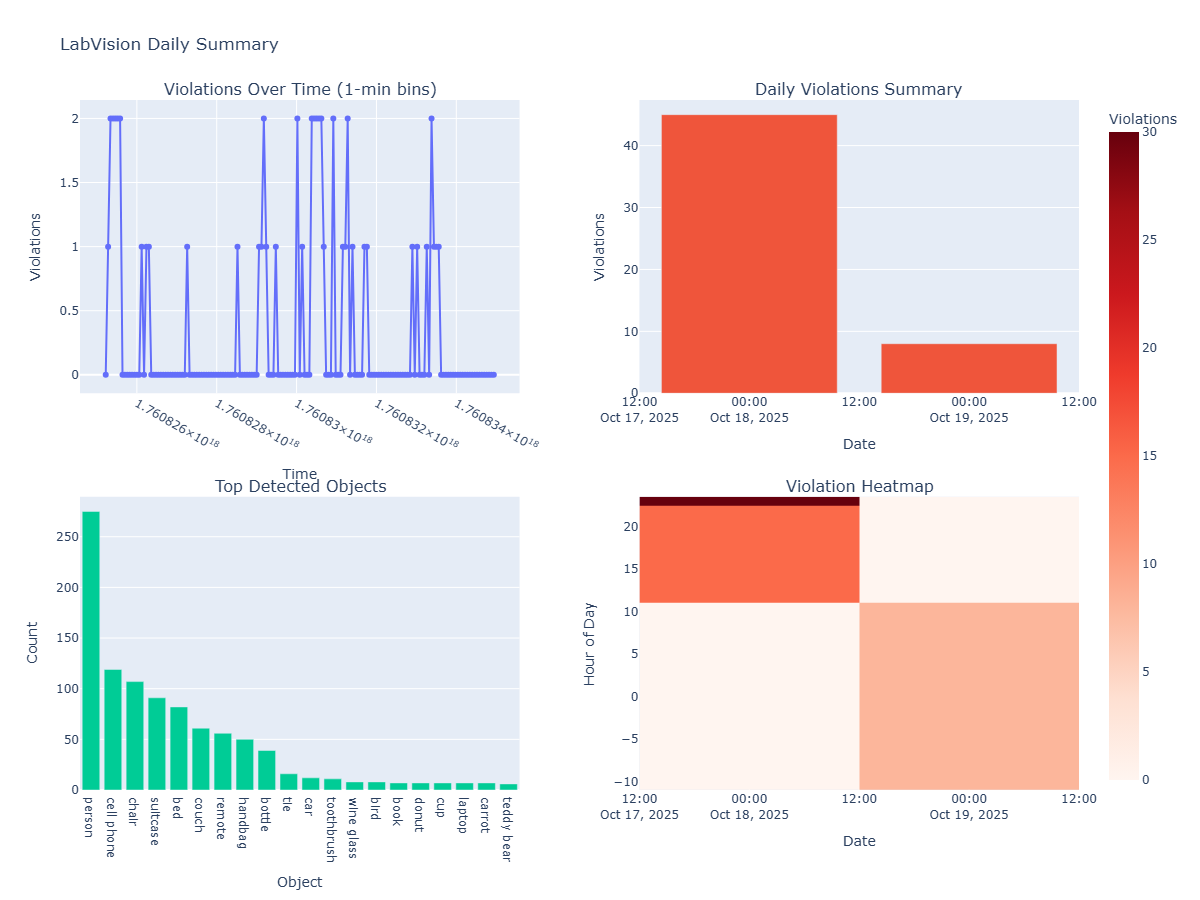 LabVision Daily Summary
Violations Over Time (1-min bins)
Violations
2
1.5
1
0.5
0
1.760826×10¹⁸
1.760828×10¹⁸
1.76083×10¹⁸
1.760832×10¹⁸
1.760834×10¹⁸
Time
Daily Violations Summary
Violations
40
30
20
10
0
12:00
Oct 17, 2025
00:00
Oct 18, 2025
12:00
00:00
Oct 19, 2025
12:00
Date
Violations
30
25
20
15
10
5
0
Top Detected Objects
Count
250
200
150
100
50
0
person
cell phone
chair
suitcase
bed
couch
remote
handbag
bottle
tie
car
toothbrush
wine glass
bird
book
donut
cup
laptop
carrot
teddy bear
Object
Violation Heatmap
Hour of Day
20
15
10
5
0
−5
−10
12:00
Oct 17, 2025
00:00
Oct 18, 2025
12:00
00:00
Oct 19, 2025
12:00
Date